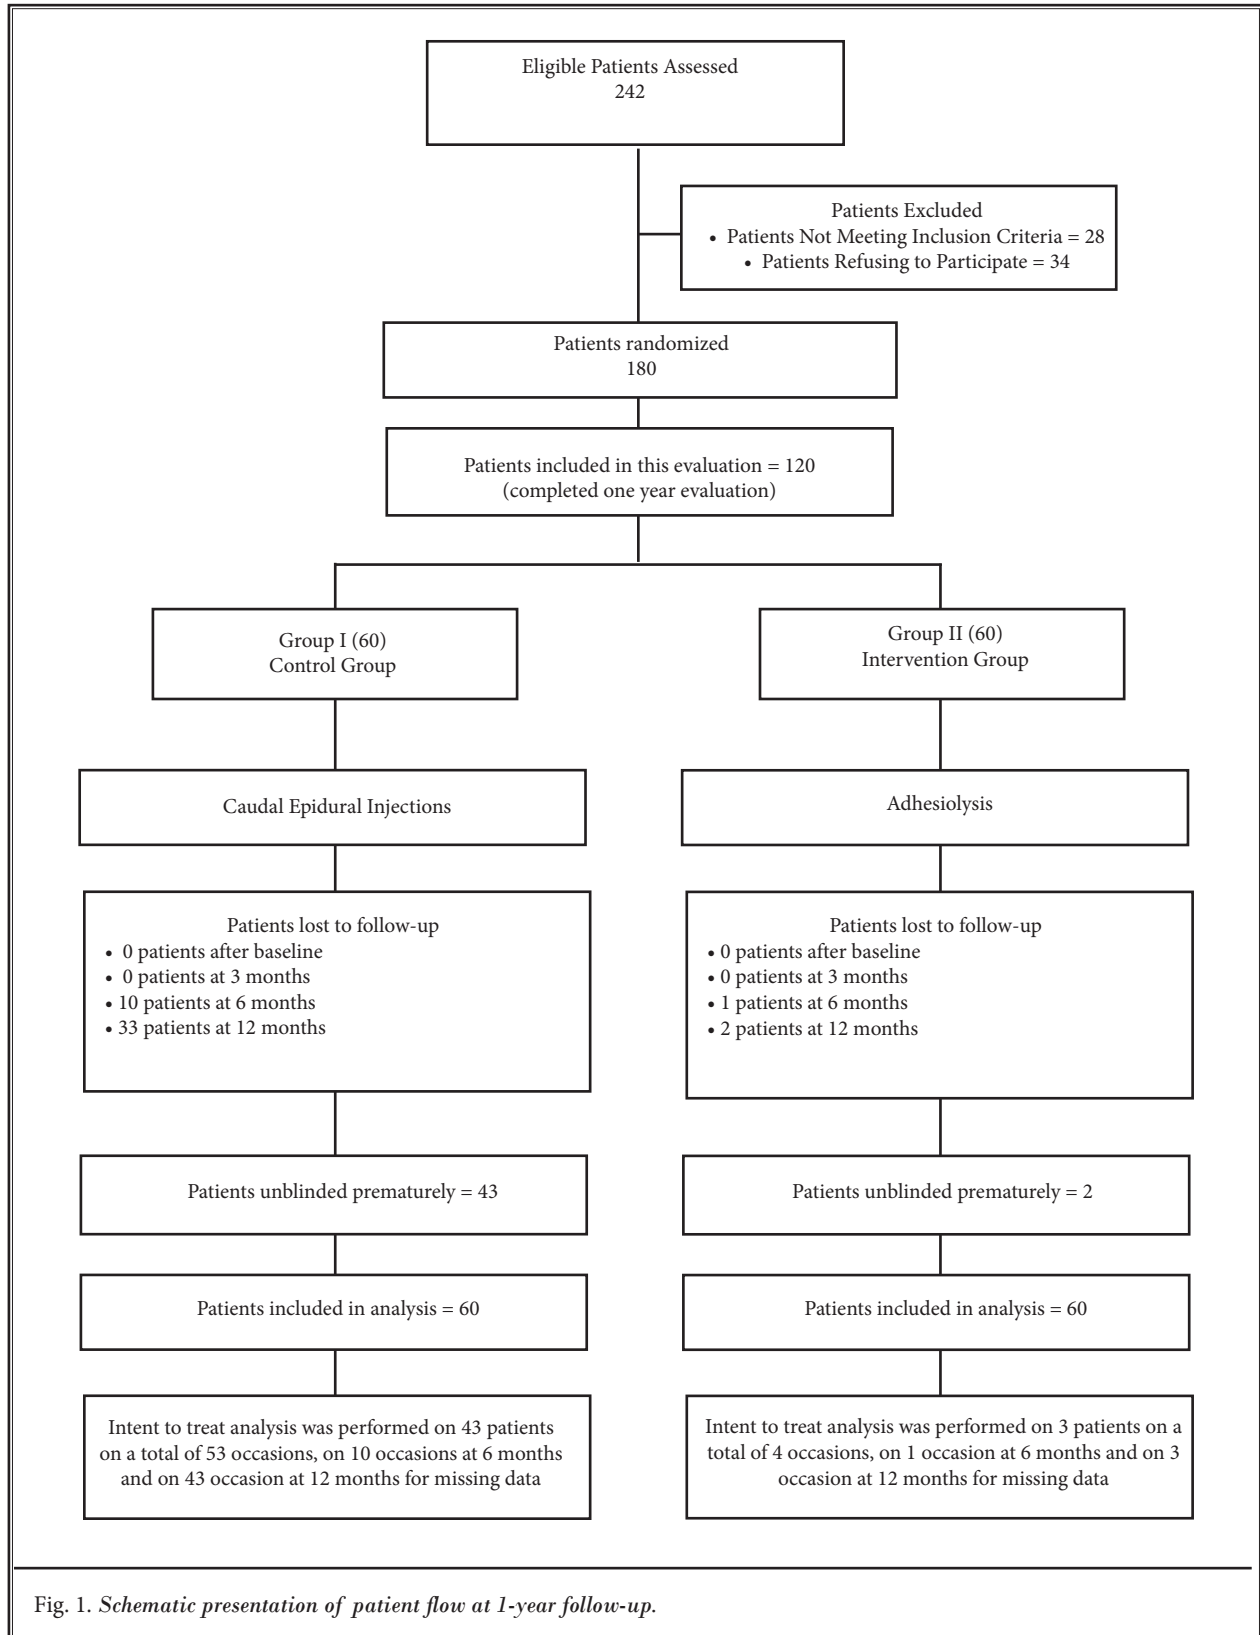 Eligible Patients Assessed
242
Patients Excluded
• Patients Not Meeting Inclusion Criteria = 28
• Patients Refusing to Participate = 34
Patients randomized
180
Patients included in this evaluation = 120
(completed one year evaluation)
Group I (60)
Control Group
Group II (60)
Intervention Group
Caudal Epidural Injections
Adhesiolysis
Patients lost to follow-up
• 0 patients after baseline
• 0 patients at 3 months
• 10 patients at 6 months
• 33 patients at 12 months
Patients lost to follow-up
• 0 patients after baseline
• 0 patients at 3 months
• 1 patients at 6 months
• 2 patients at 12 months
Patients unblinded prematurely = 43
Patients unblinded prematurely = 2
Patients included in analysis = 60
Patients included in analysis = 60
Intent to treat analysis was performed on 43 patients
on a total of 53 occasions, on 10 occasions at 6 months
and on 43 occasion at 12 months for missing data
Intent to treat analysis was performed on 3 patients on a
total of 4 occasions, on 1 occasion at 6 months and on 3
occasion at 12 months for missing data
Fig. 1. Schematic presentation of patient flow at 1-year follow-up.